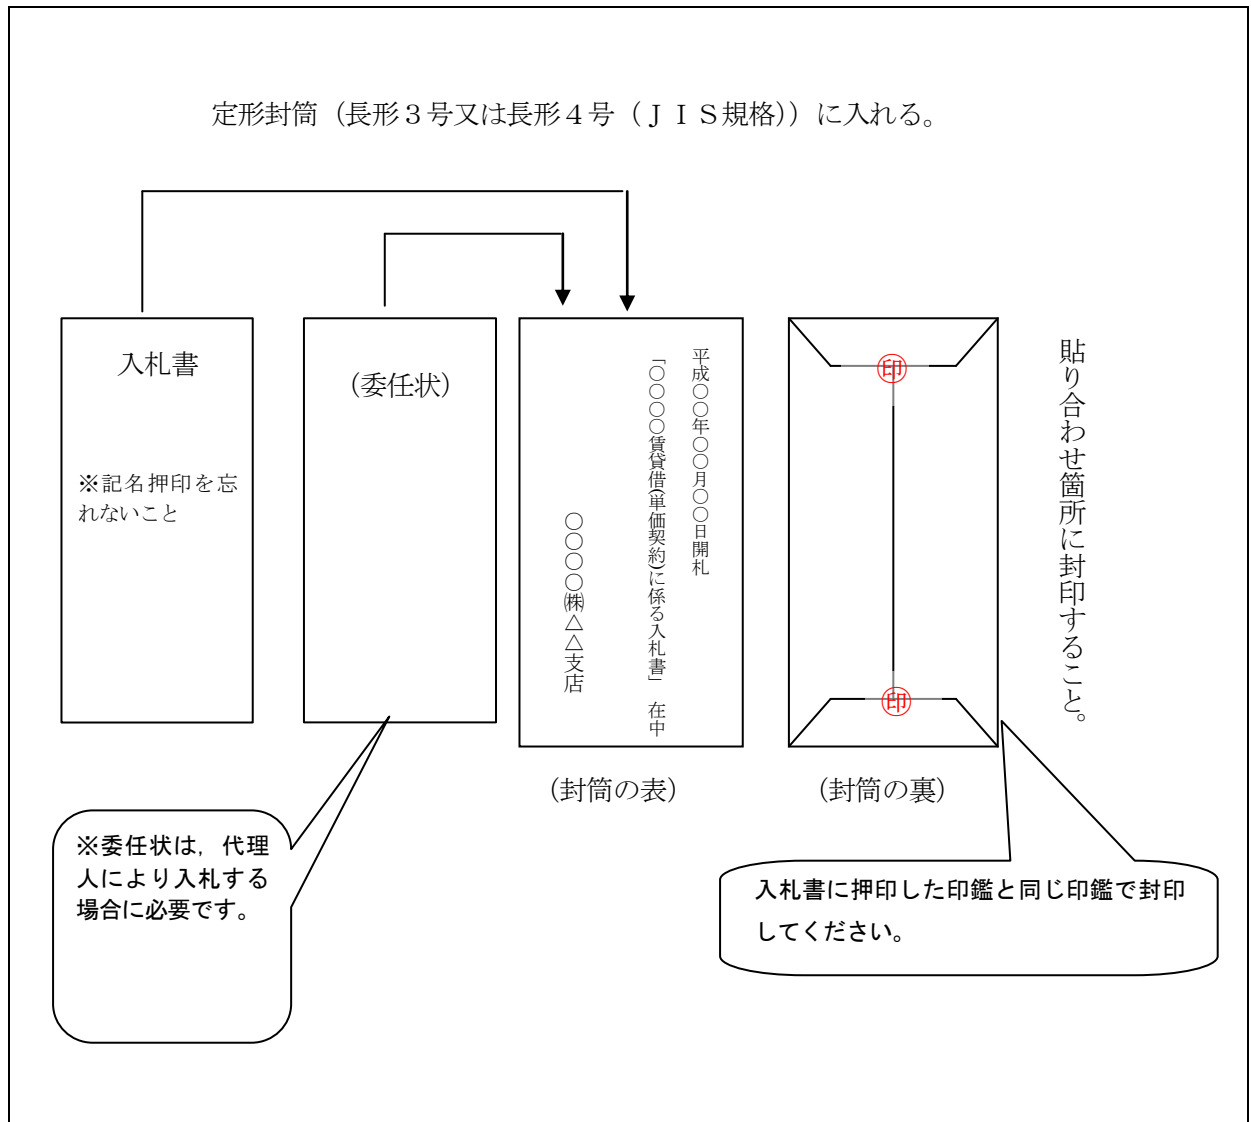 定形封筒（長形３号又は長形４号（ＪＩＳ規格））に入れる。
入札書
※記名押印を忘
れないこと
（委任状）
平成○○年○○月○○日開札
「○○○○賃貸借(単価契約)に係る入札書」　在中
○○○○㈱△△支店
印
印
貼り合わせ箇所に封印すること。
（封筒の表）
（封筒の裏）
※委任状は，代理
人により入札する
場合に必要です。
入札書に押印した印鑑と同じ印鑑で封印
してください。